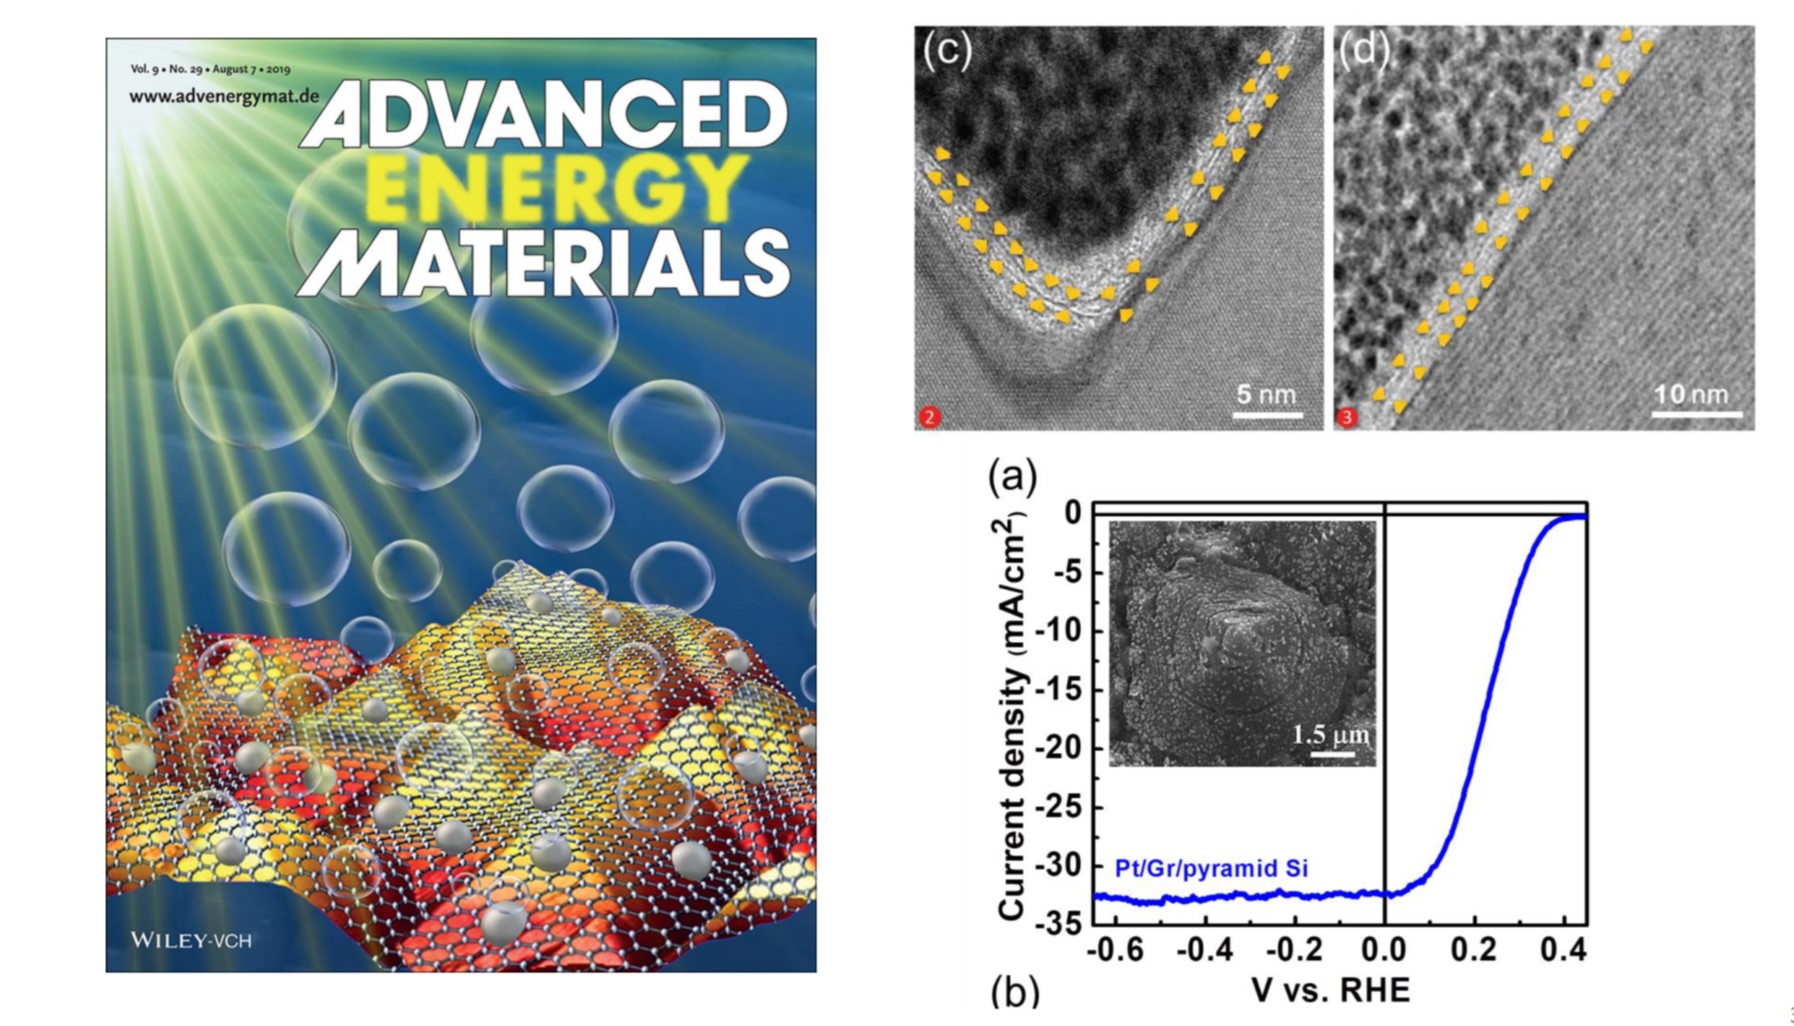 Vol. 9 • No. 29 • August 7 • 2019
www.advenergymat.de
ADVANCED
ENERGY
MATERIALS
WILEY-VCH
(c)
5 nm
2
(d)
10 nm
3
(a)
Current density (mA/cm²)
0
-5
-10
-15
-20
-25
-30
-35
1.5 μm
Pt/Gr/pyramid Si
-0.6 -0.4 -0.2 0.0 0.2 0.4
V vs. RHE
(b)